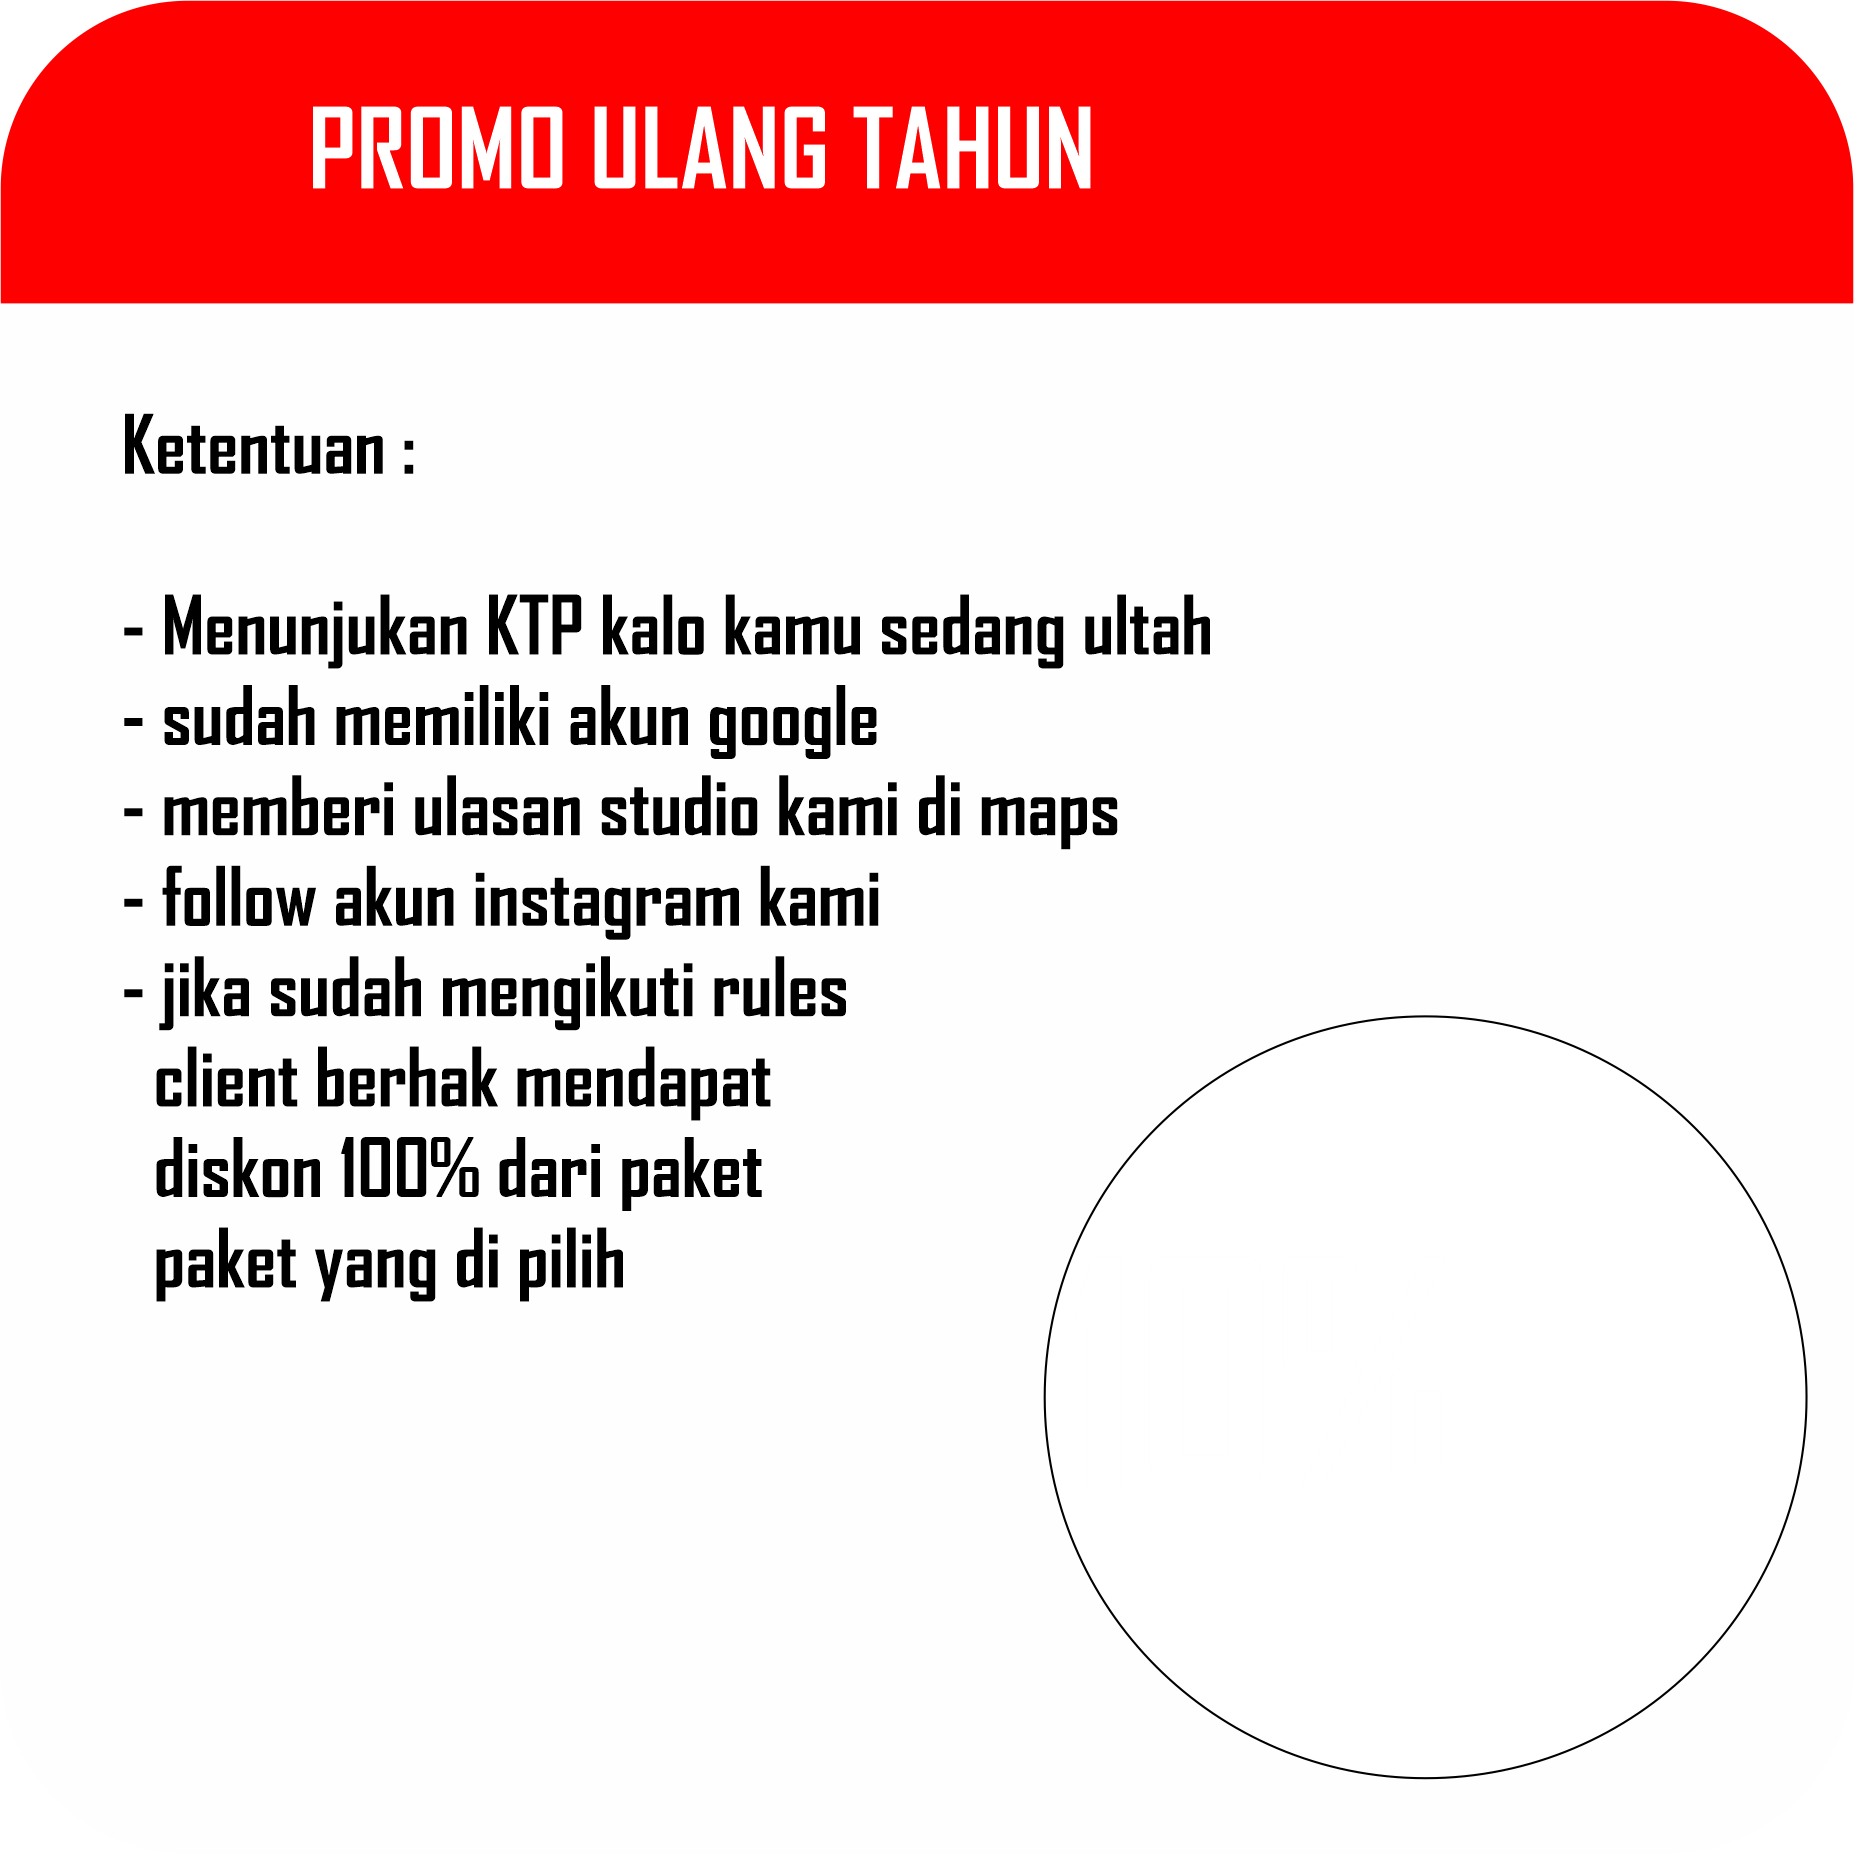 PROMO ULANG TAHUN
Ketentuan :
- Menunjukan KTP kalo kamu sedang ultah
- sudah memiliki akun google
- memberi ulasan studio kami di maps
- follow akun instagram kami
- jika sudah mengikuti rules
client berhak mendapat
diskon 100% dari paket
paket yang di pilih